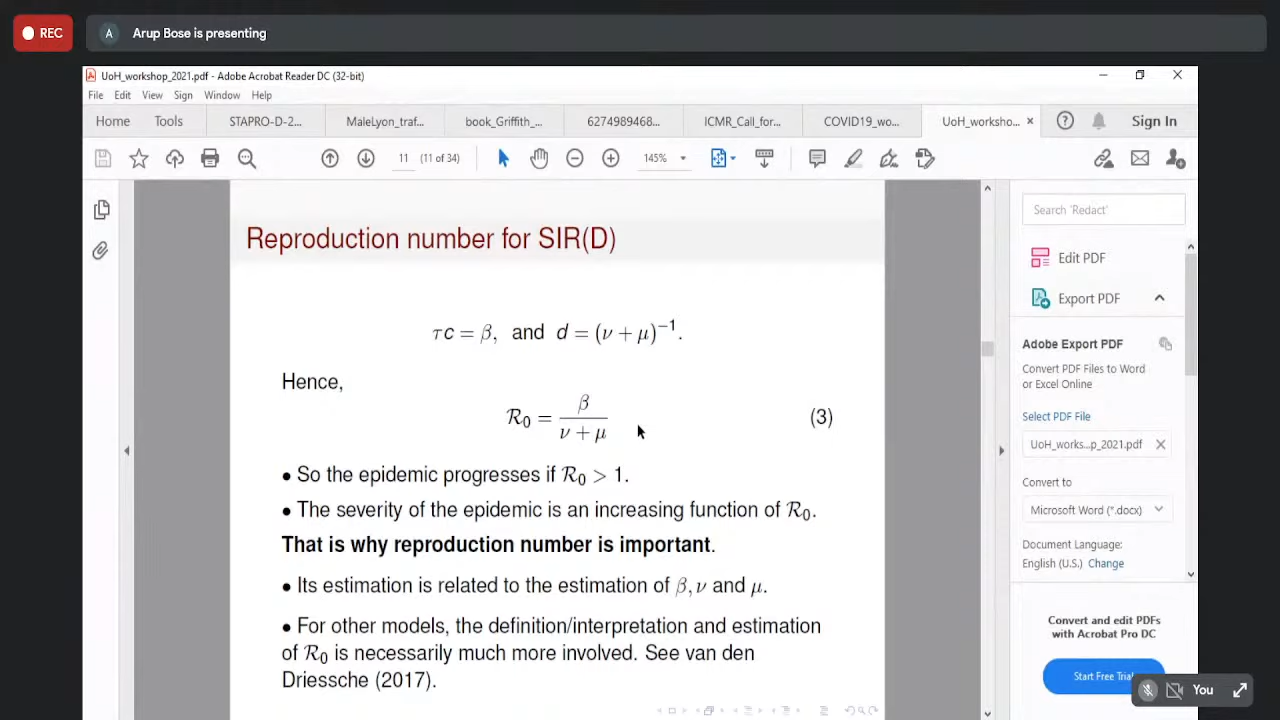 REC
A
Arup Bose is presenting
UoH_workshop_2021.pdf - Adobe Acrobat Reader DC (32-bit)
File Edit View Sign Window Help
Home Tools STAPRO-D-2... MaleLyon_traf... book_Griffith_... 6274989468... ICMR_Call_for... COVID19_wo... UoH_worksho... × Sign In
11 (11 of 34) 145%
Reproduction number for SIR(D)
τc = β, and d = (ν + μ)⁻¹.
Hence,
ℛ₀ = β / (ν + μ) (3)
• So the epidemic progresses if ℛ₀ > 1.
• The severity of the epidemic is an increasing function of ℛ₀.
That is why reproduction number is important.
• Its estimation is related to the estimation of β, ν and μ.
• For other models, the definition/interpretation and estimation
of ℛ₀ is necessarily much more involved. See van den
Driessche (2017).
Search 'Redact'
Edit PDF
Export PDF
Adobe Export PDF
Convert PDF Files to Word
or Excel Online
Select PDF File
UoH_works...p_2021.pdf
Convert to
Microsoft Word (*.docx)
Document Language:
English (U.S.) Change
Convert and edit PDFs
with Acrobat Pro DC
Start Free Trial
You